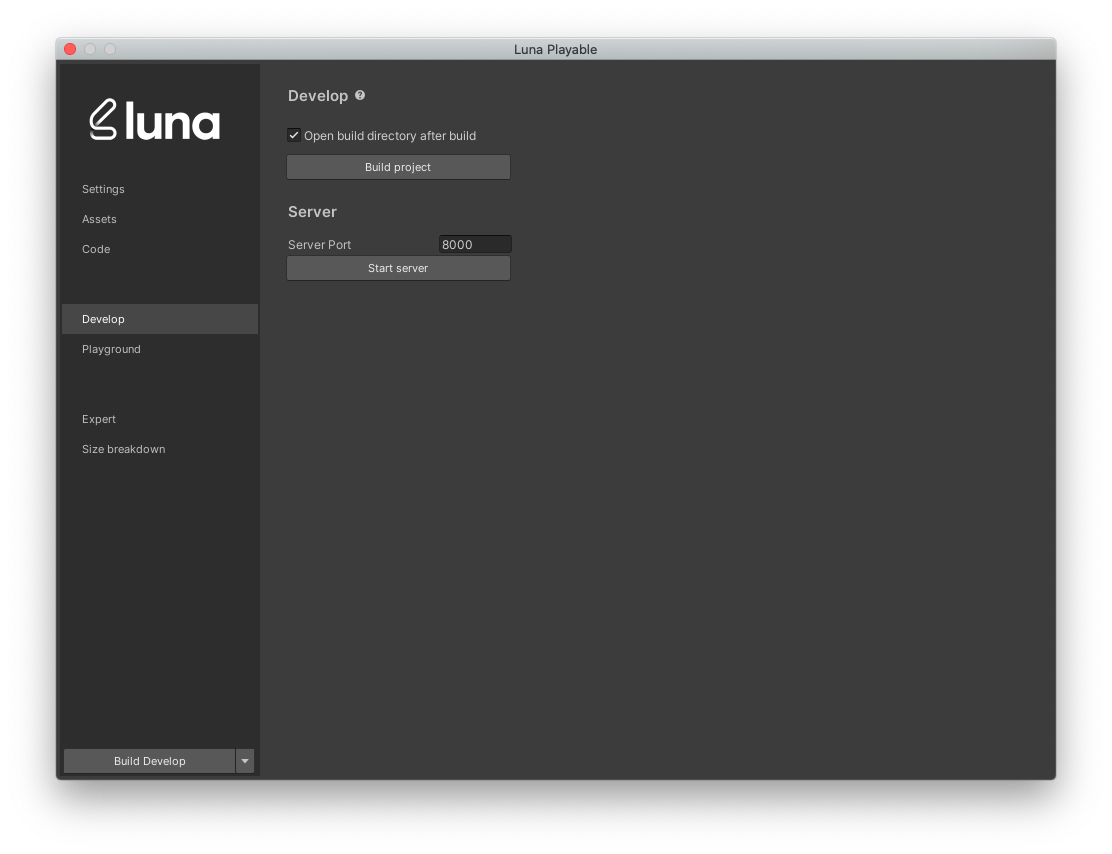 Luna Playable
luna
Settings
Assets
Code
Develop
Playground
Expert
Size breakdown
Build Develop
Develop ?
Open build directory after build
Build project
Server
Server Port 8000
Start server